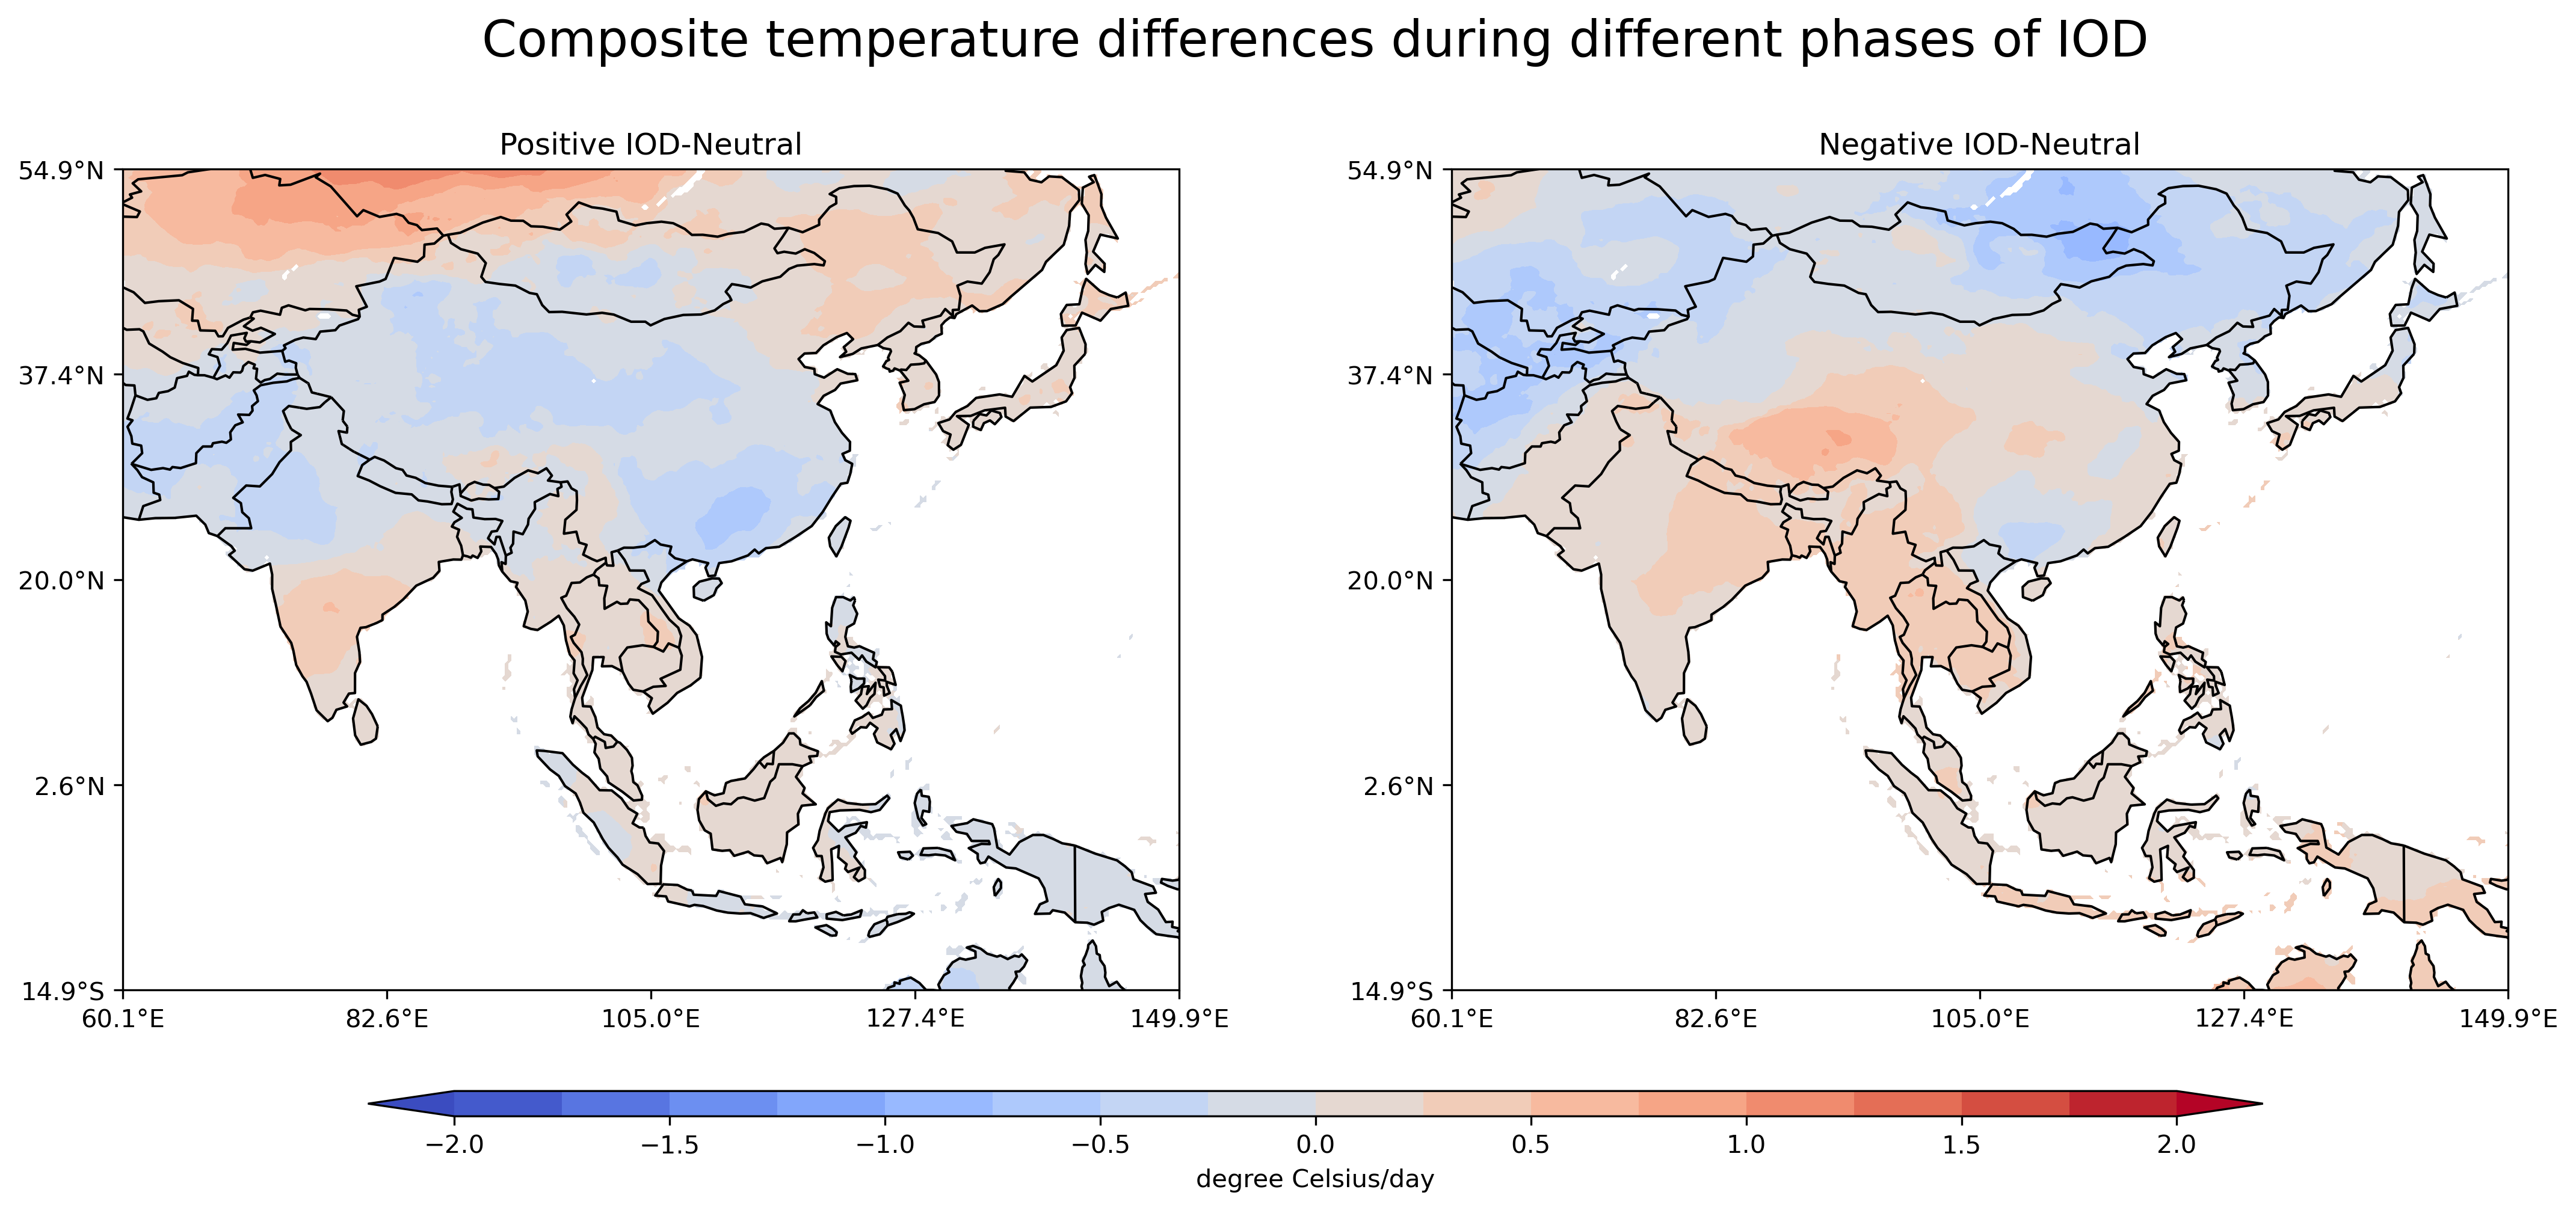 Composite temperature differences during different phases of IOD
Positive IOD-Neutral
54.9°N
37.4°N
20.0°N
2.6°N
14.9°S
60.1°E 82.6°E 105.0°E 127.4°E 149.9°E
Negative IOD-Neutral
54.9°N
37.4°N
20.0°N
2.6°N
14.9°S
60.1°E 82.6°E 105.0°E 127.4°E 149.9°E
−2.0 −1.5 −1.0 −0.5 0.0 0.5 1.0 1.5 2.0
degree Celsius/day